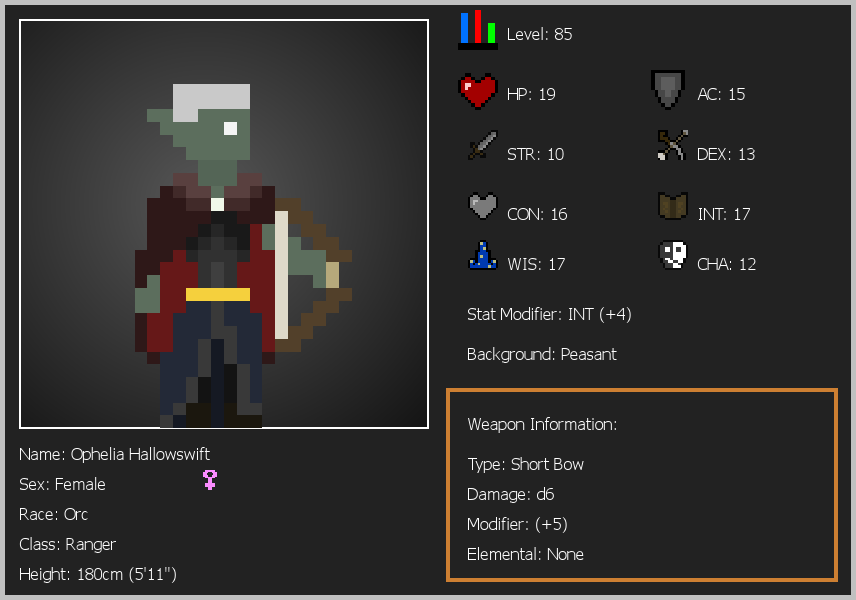 Level: 85
HP: 19
AC: 15
STR: 10
DEX: 13
CON: 16
INT: 17
WIS: 17
CHA: 12
Stat Modifier: INT (+4)
Background: Peasant
Weapon Information:
Type: Short Bow
Damage: d6
Modifier: (+5)
Elemental: None
Name: Ophelia Hallowswift
Sex: Female
Race: Orc
Class: Ranger
Height: 180cm (5'11")